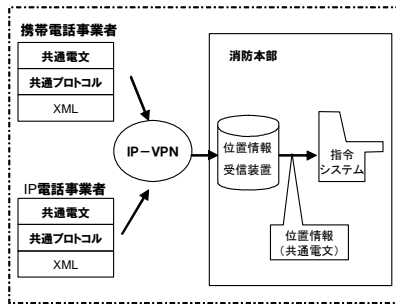 携帯電話事業者
共通電文
共通プロトコル
XML
IP電話事業者
共通電文
共通プロトコル
XML
IP－VPN
消防本部
位置情報
受信装置
指令
システム
位置情報
（共通電文）